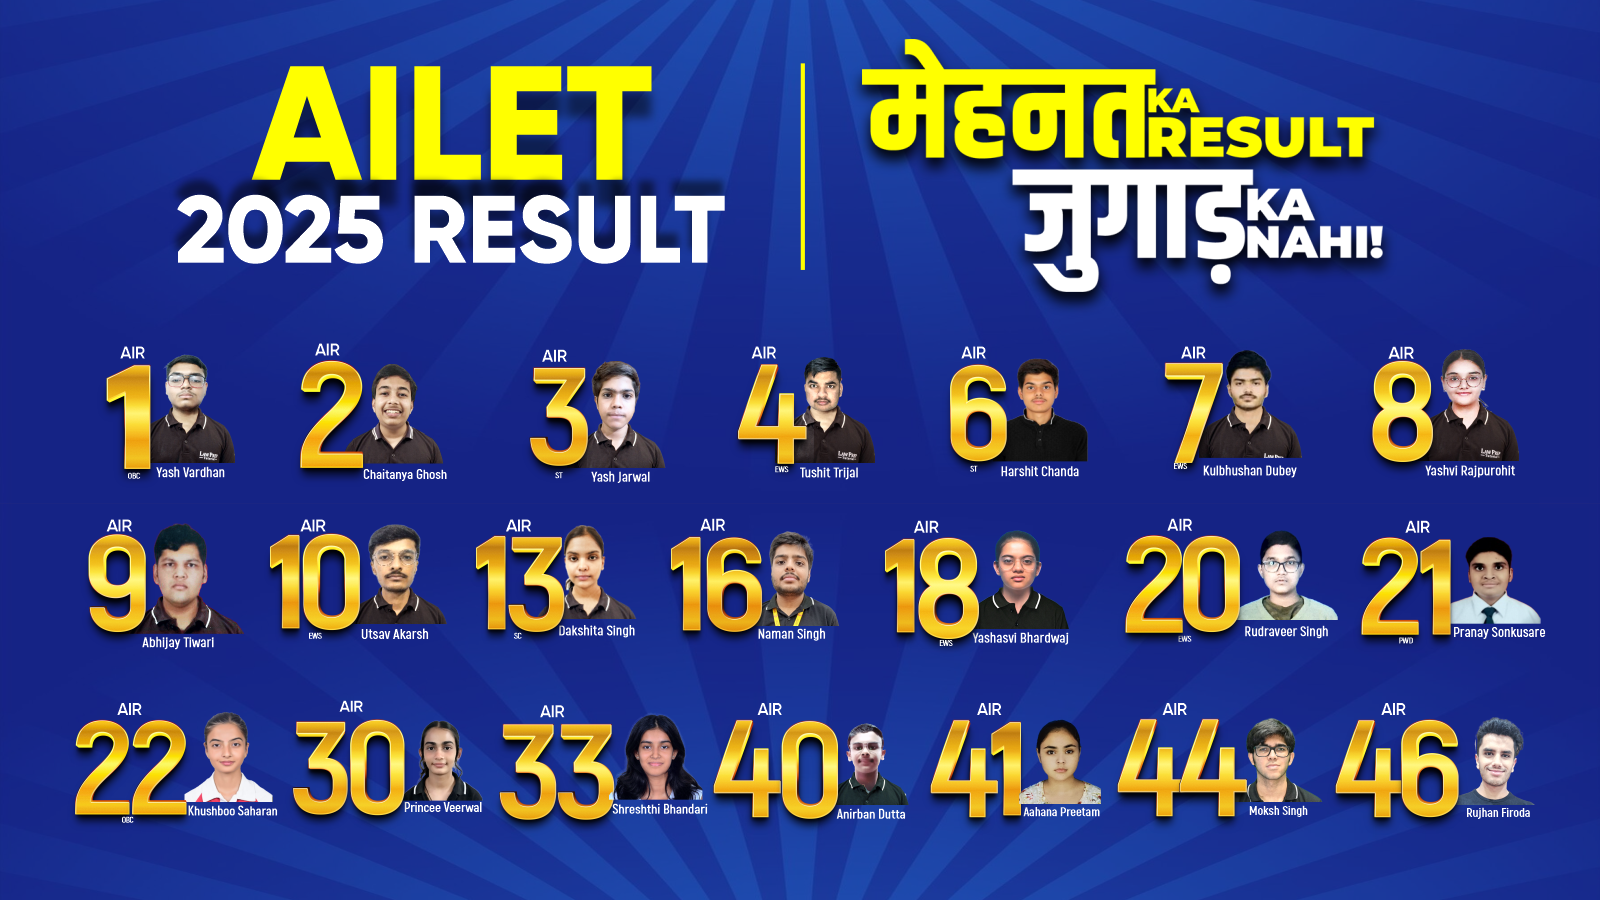 AILET
2025 RESULT
मेहनत KA RESULT
जुगाड़ KA NAHI!
AIR 1 OBC Yash Vardhan
AIR 2 Chaitanya Ghosh
AIR 3 ST Yash Jarwal
AIR 4 EWS Tushit Trijal
AIR 6 ST Harshit Chanda
AIR 7 EWS Kulbhushan Dubey
AIR 8 Yashvi Rajpurohit
AIR 9 Abhijay Tiwari
AIR 10 EWS Utsav Akarsh
AIR 13 SC Dakshita Singh
AIR 16 Naman Singh
AIR 18 EWS Yashasvi Bhardwaj
AIR 20 EWS Rudraveer Singh
AIR 21 PWD Pranay Sonkusare
AIR 22 OBC Khushboo Saharan
AIR 30 Princee Veerwal
AIR 33 Shreshthi Bhandari
AIR 40 Anirban Dutta
AIR 41 Aahana Preetam
AIR 44 Moksh Singh
AIR 46 Rujhan Firoda